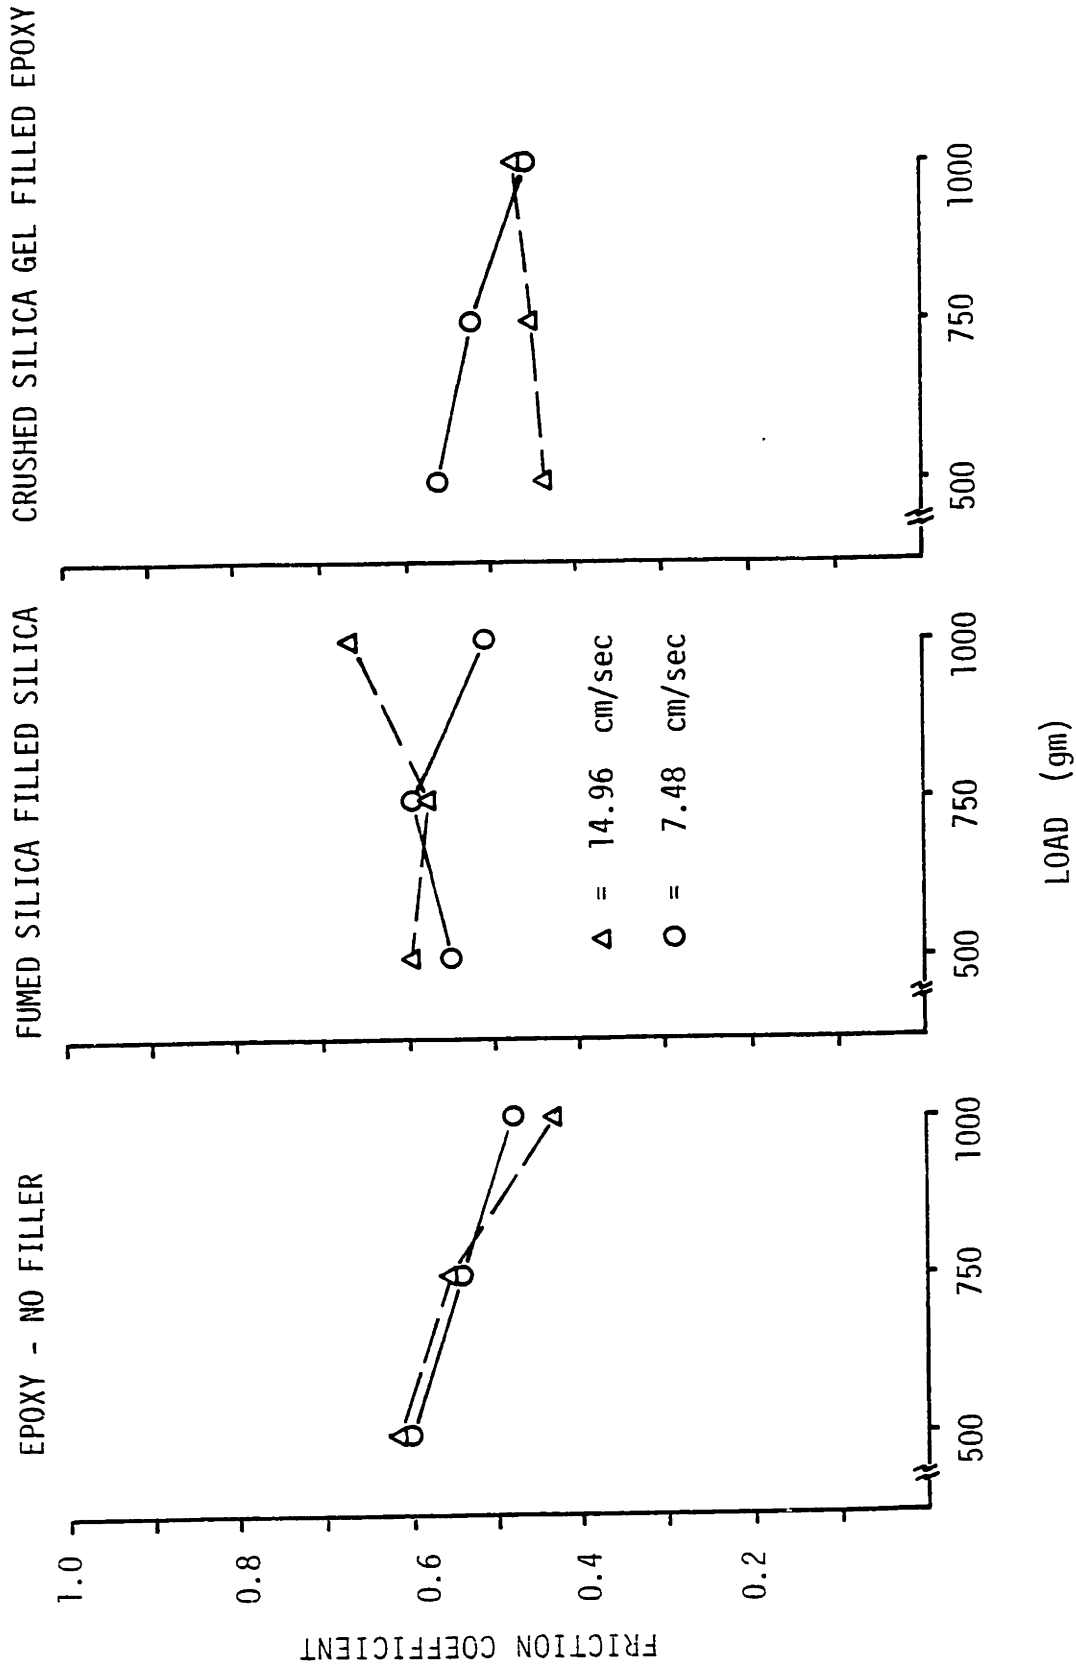 EPOXY - NO FILLER
FUMED SILICA FILLED SILICA
CRUSHED SILICA GEL FILLED EPOXY
FRICTION COEFFICIENT
1.0
0.8
0.6
0.4
0.2
500 750 1000
500 750 1000
500 750 1000
Δ = 14.96 cm/sec
O = 7.48 cm/sec
LOAD (gm)